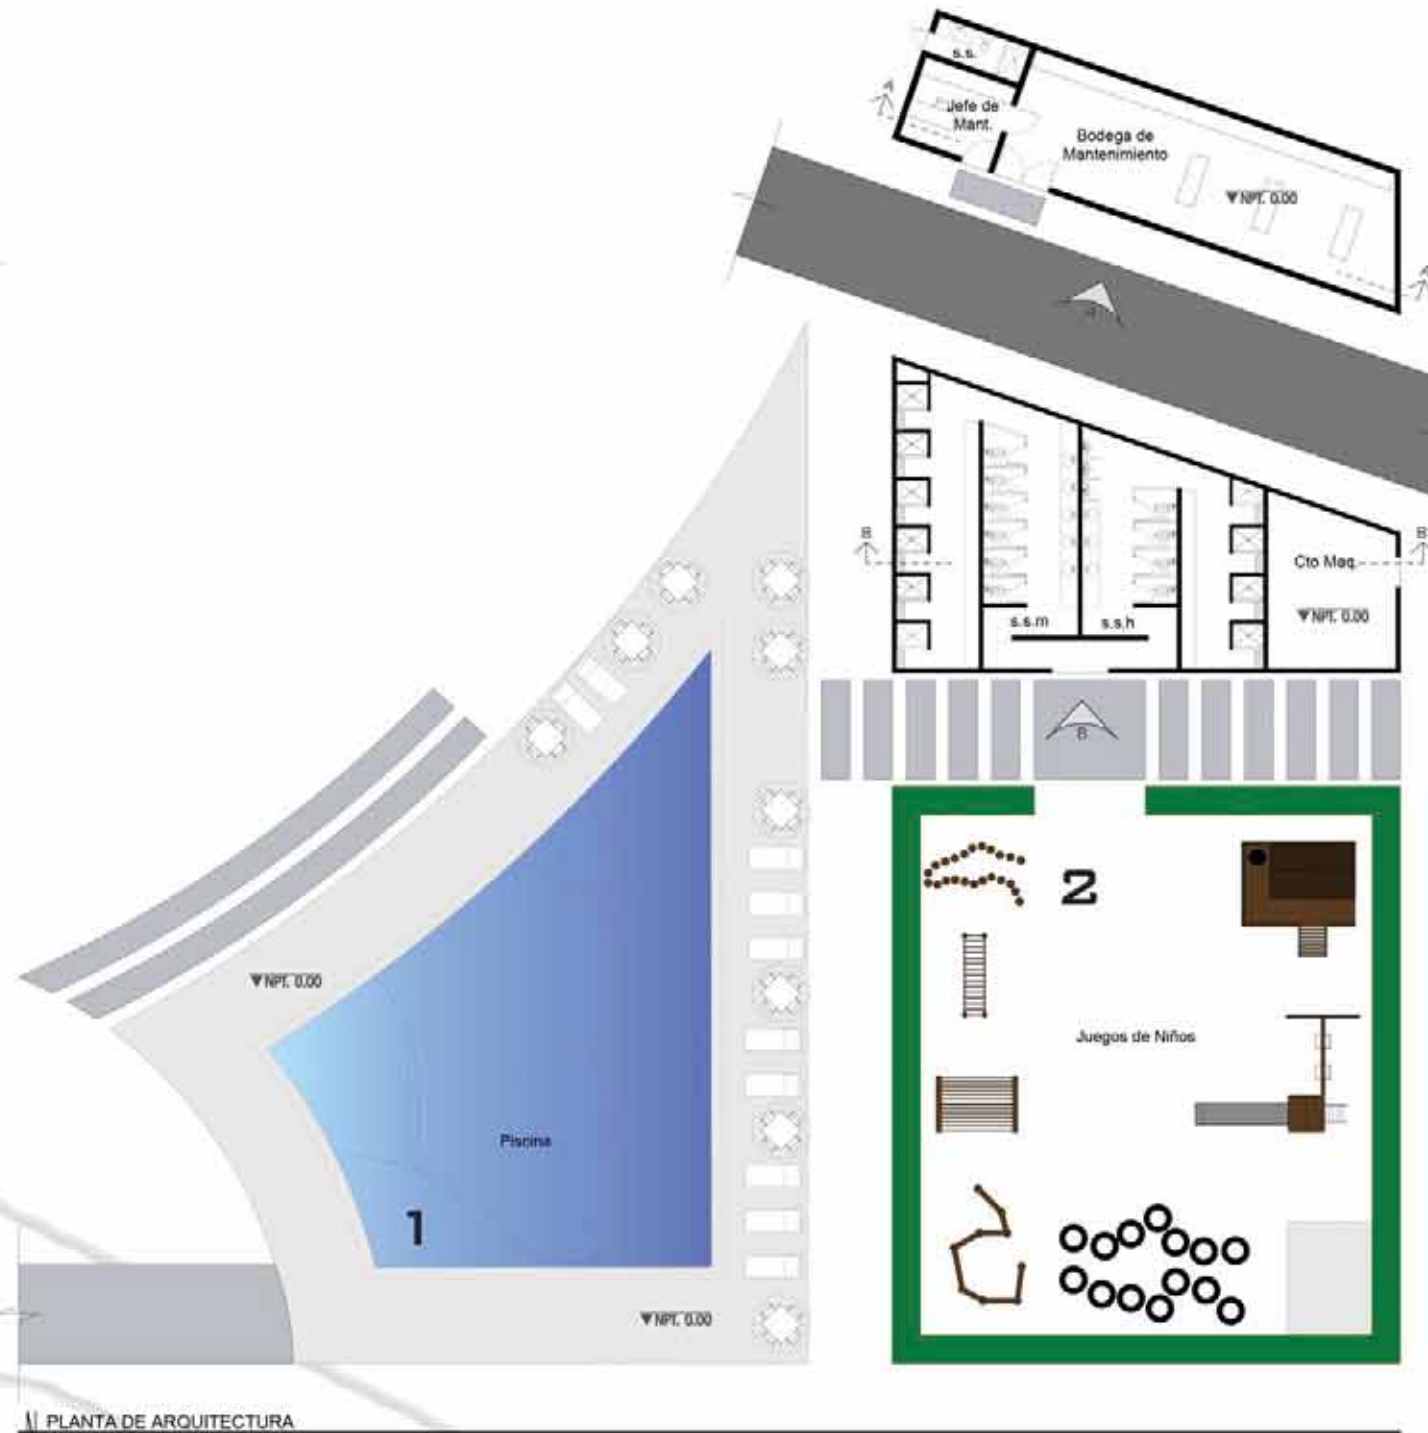 s.s.
Jefe de
Mant.
A
Bodega de
Mantenimiento
NPT. 0.00
A
A
B
B
Cto Maq.
NPT. 0.00
s.s.m
s.s.h
B
2
NPT. 0.00
Juegos de Niños
Piscina
1
NPT. 0.00
PLANTA DE ARQUITECTURA